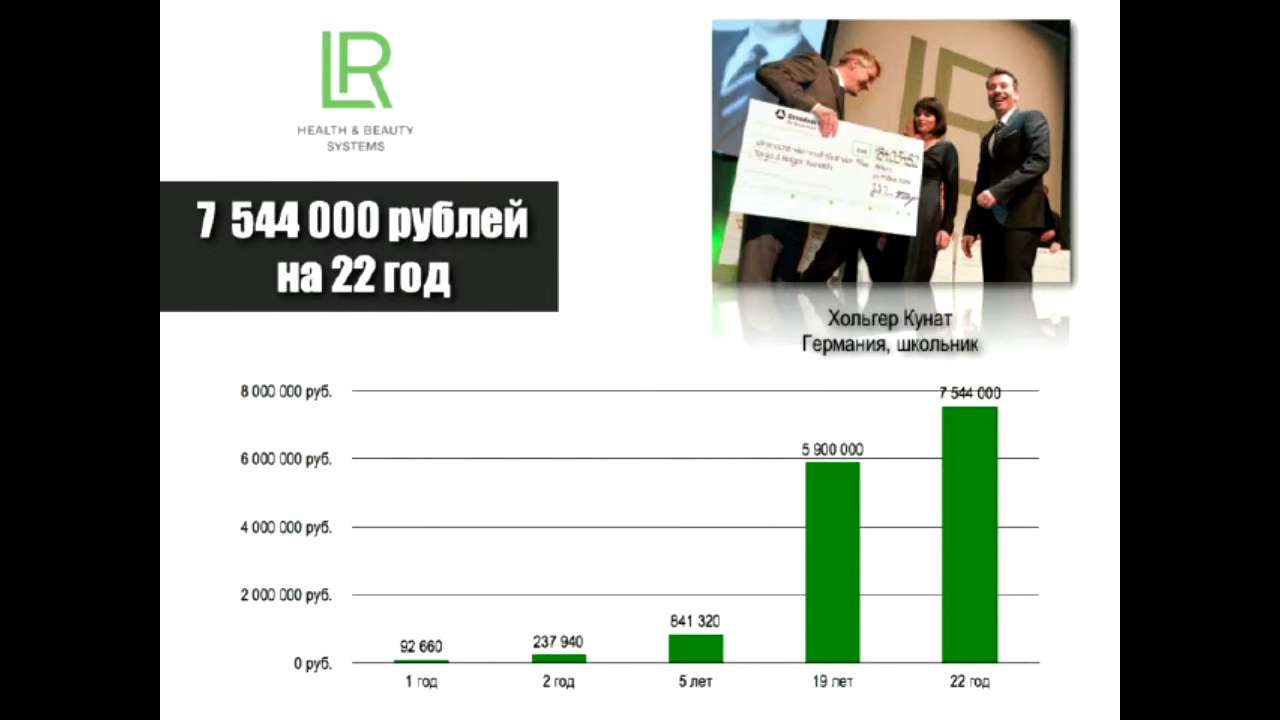 LR
HEALTH & BEAUTY
SYSTEMS
7 544 000 рублей
на 22 год
Хольгер Кунат
Германия, школьник
8 000 000 руб.
6 000 000 руб.
4 000 000 руб.
2 000 000 руб.
0 руб.
92 660
237 940
841 320
5 900 000
7 544 000
1 год
2 год
5 лет
19 лет
22 год